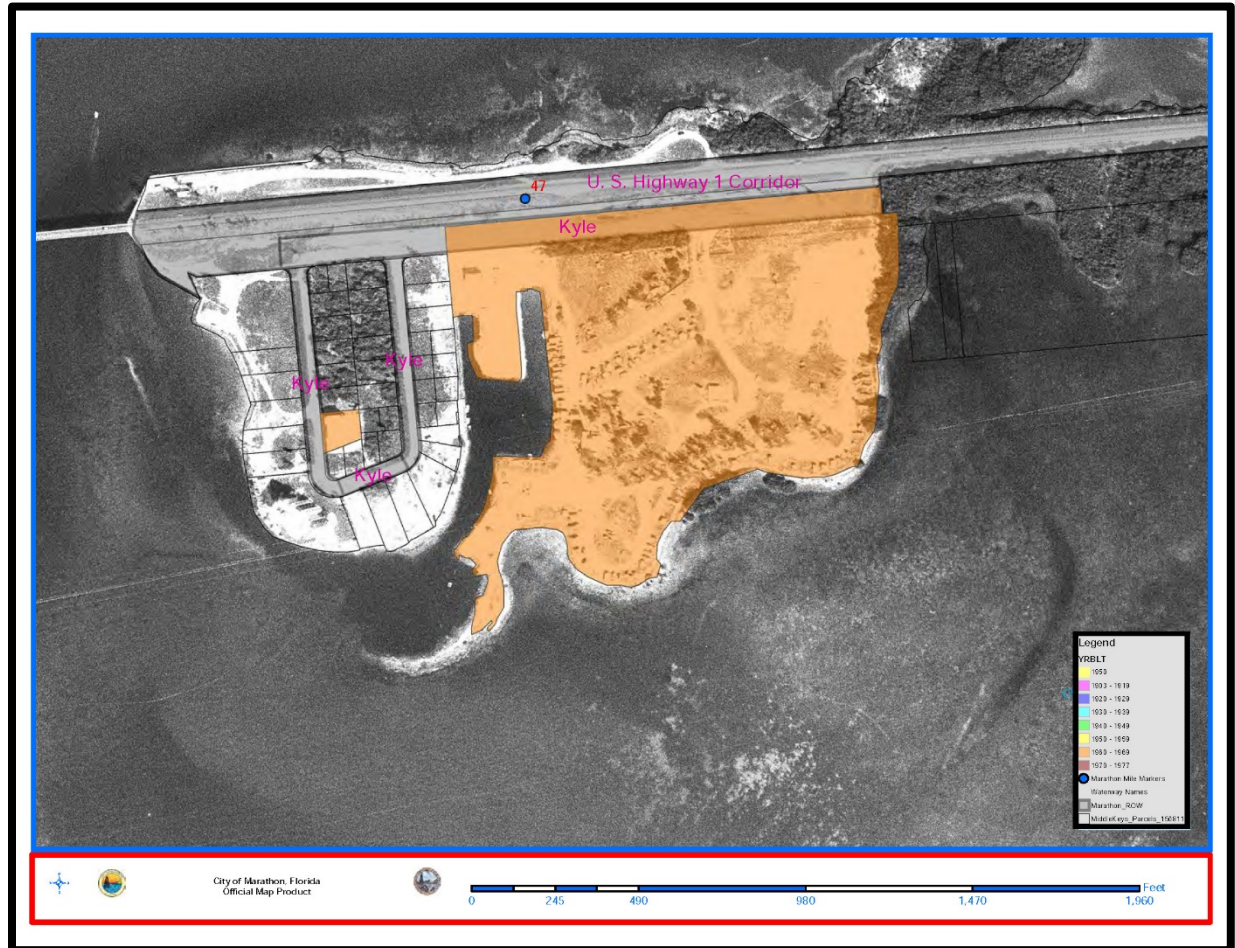 47
U. S. Highway 1 Corridor
Kyle
Kyle
Kyle
Kyle
Legend
YRBLT
1950
1903 - 1919
1920 - 1929
1930 - 1939
1940 - 1949
1950 - 1959
1960 - 1969
1970 - 1977
Marathon Mile Markers
Waterway Names
Marathon_ROW
MiddleKeys_Parcels_150811
City of Marathon, Florida
Official Map Product
Feet
0 245 490 980 1,470 1,960